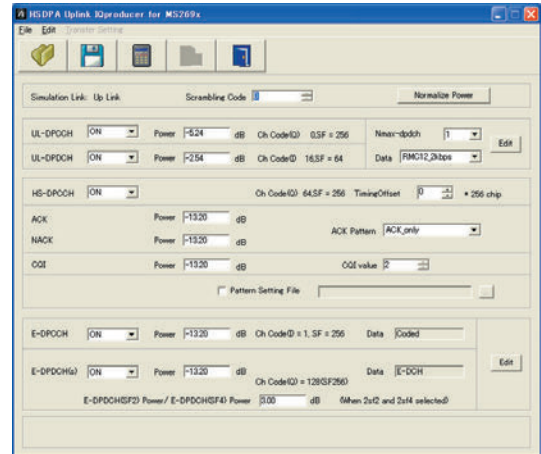 HSDPA Uplink IQproducer for MS269x
File Edit Transfer Setting
Simulation Link: Up Link Scrambling Code Normalize Power
UL-DPCCH ON Power -5.24 dB Ch Code(Q) 0,SF = 256 Nmax-dpdch 1 Edit
UL-DPDCH ON Power -2.54 dB Ch Code(I) 16,SF = 64 Data RMC12_2kbps
HS-DPCCH ON Ch Code(Q) 64,SF = 256 TimingOffset 0 * 256 chip
ACK Power -13.20 dB ACK Pattern ACK_only
NACK Power -13.20 dB
CQI Power -13.20 dB CQI value 2
Pattern Setting File ...
E-DPCCH ON Power -13.20 dB Ch Code(I) = 1, SF = 256 Data Coded
E-DPDCH(s) ON Power -13.20 dB Ch Code(Q) = 128(SF256) Data E-DCH Edit
E-DPDCH(SF2) Power/ E-DPDCH(SF4) Power 3.00 dB (When 2sf2 and 2sf4 selected)